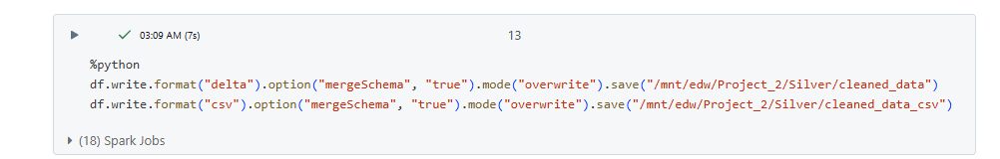 03:09 AM (7s)
13
%python
df.write.format("delta").option("mergeSchema", "true").mode("overwrite").save("/mnt/edw/Project_2/Silver/cleaned_data")
df.write.format("csv").option("mergeSchema", "true").mode("overwrite").save("/mnt/edw/Project_2/Silver/cleaned_data_csv")
(18) Spark Jobs